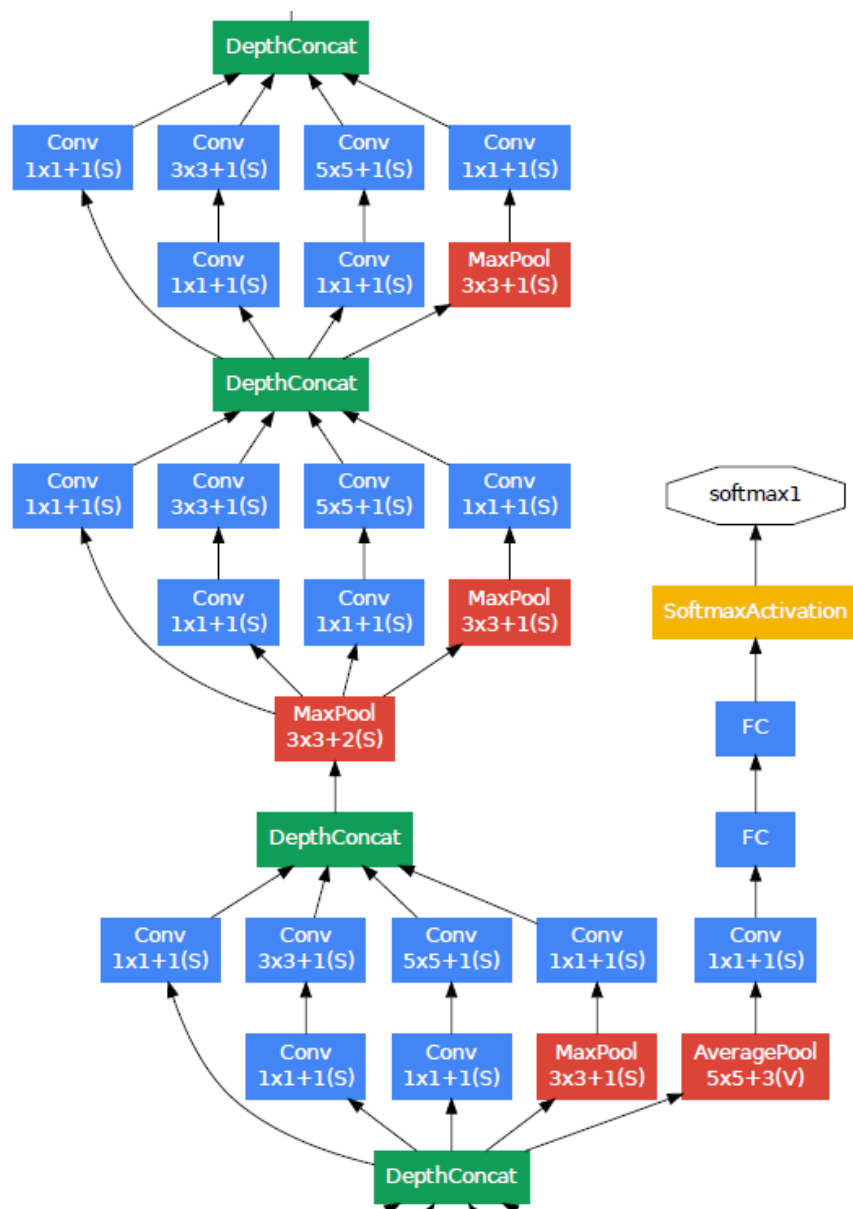 DepthConcat
Conv
1x1+1(S)
Conv
3x3+1(S)
Conv
5x5+1(S)
Conv
1x1+1(S)
Conv
1x1+1(S)
Conv
1x1+1(S)
MaxPool
3x3+1(S)
DepthConcat
Conv
1x1+1(S)
Conv
3x3+1(S)
Conv
5x5+1(S)
Conv
1x1+1(S)
softmax1
Conv
1x1+1(S)
Conv
1x1+1(S)
MaxPool
3x3+1(S)
SoftmaxActivation
MaxPool
3x3+2(S)
FC
DepthConcat
FC
Conv
1x1+1(S)
Conv
3x3+1(S)
Conv
5x5+1(S)
Conv
1x1+1(S)
Conv
1x1+1(S)
Conv
1x1+1(S)
Conv
1x1+1(S)
MaxPool
3x3+1(S)
AveragePool
5x5+3(V)
DepthConcat